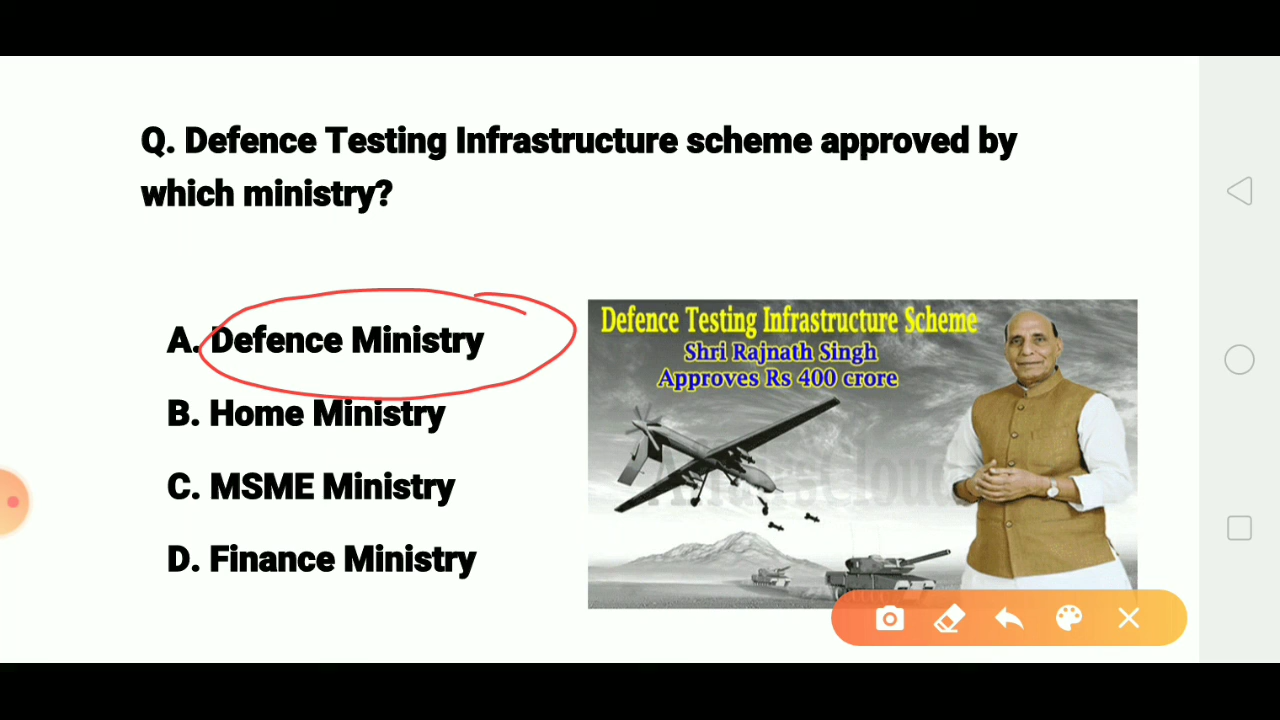 Q. Defence Testing Infrastructure scheme approved by
which ministry?
A. Defence Ministry
B. Home Ministry
C. MSME Ministry
D. Finance Ministry
Defence Testing Infrastructure Scheme
Shri Rajnath Singh
Approves Rs 400 crore